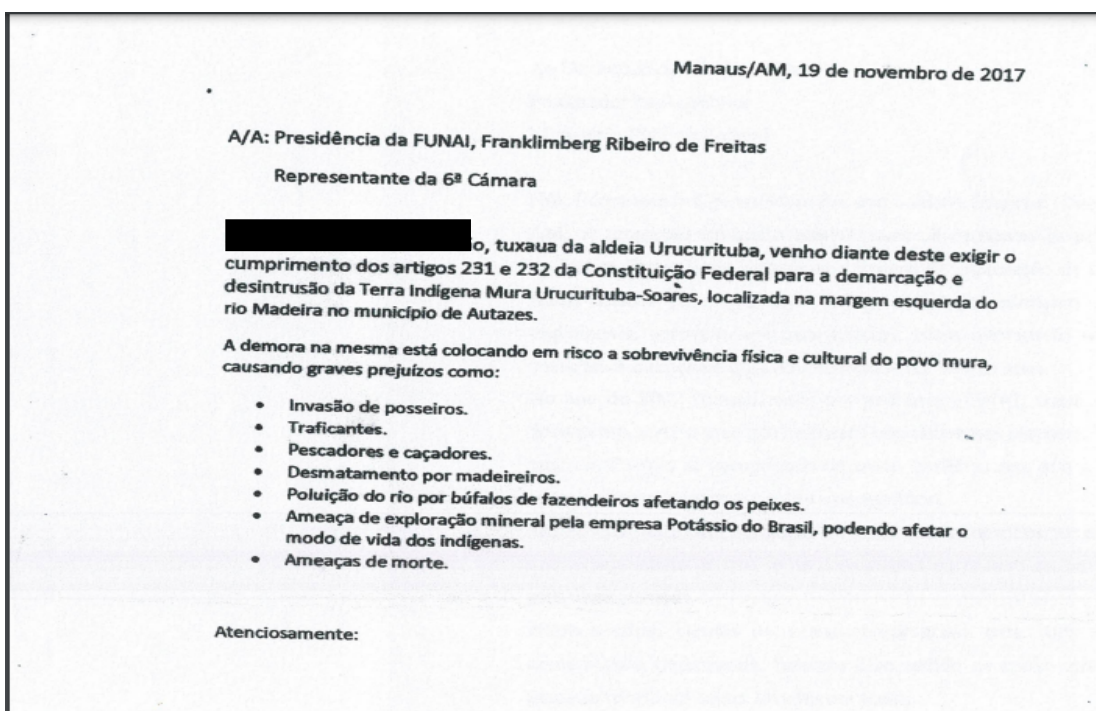 Manaus/AM, 19 de novembro de 2017
A/A: Presidência da FUNAI, Franklimberg Ribeiro de Freitas
Representante da 6ª Cámara
io, tuxaua da aldeia Urucurituba, venho diante deste exigir o
cumprimento dos artigos 231 e 232 da Constituição Federal para a demarcação e
desintrusão da Terra Indígena Mura Urucurituba-Soares, localizada na margem esquerda do
rio Madeira no município de Autazes.
A demora na mesma está colocando em risco a sobrevivência física e cultural do povo mura,
causando graves prejuízos como:
• Invasão de posseiros.
• Traficantes.
• Pescadores e caçadores.
• Desmatamento por madeireiros.
• Poluição do rio por búfalos de fazendeiros afetando os peixes.
• Ameaça de exploração mineral pela empresa Potássio do Brasil, podendo afetar o
modo de vida dos indígenas.
Ameaças de morte.
Atenciosamente: